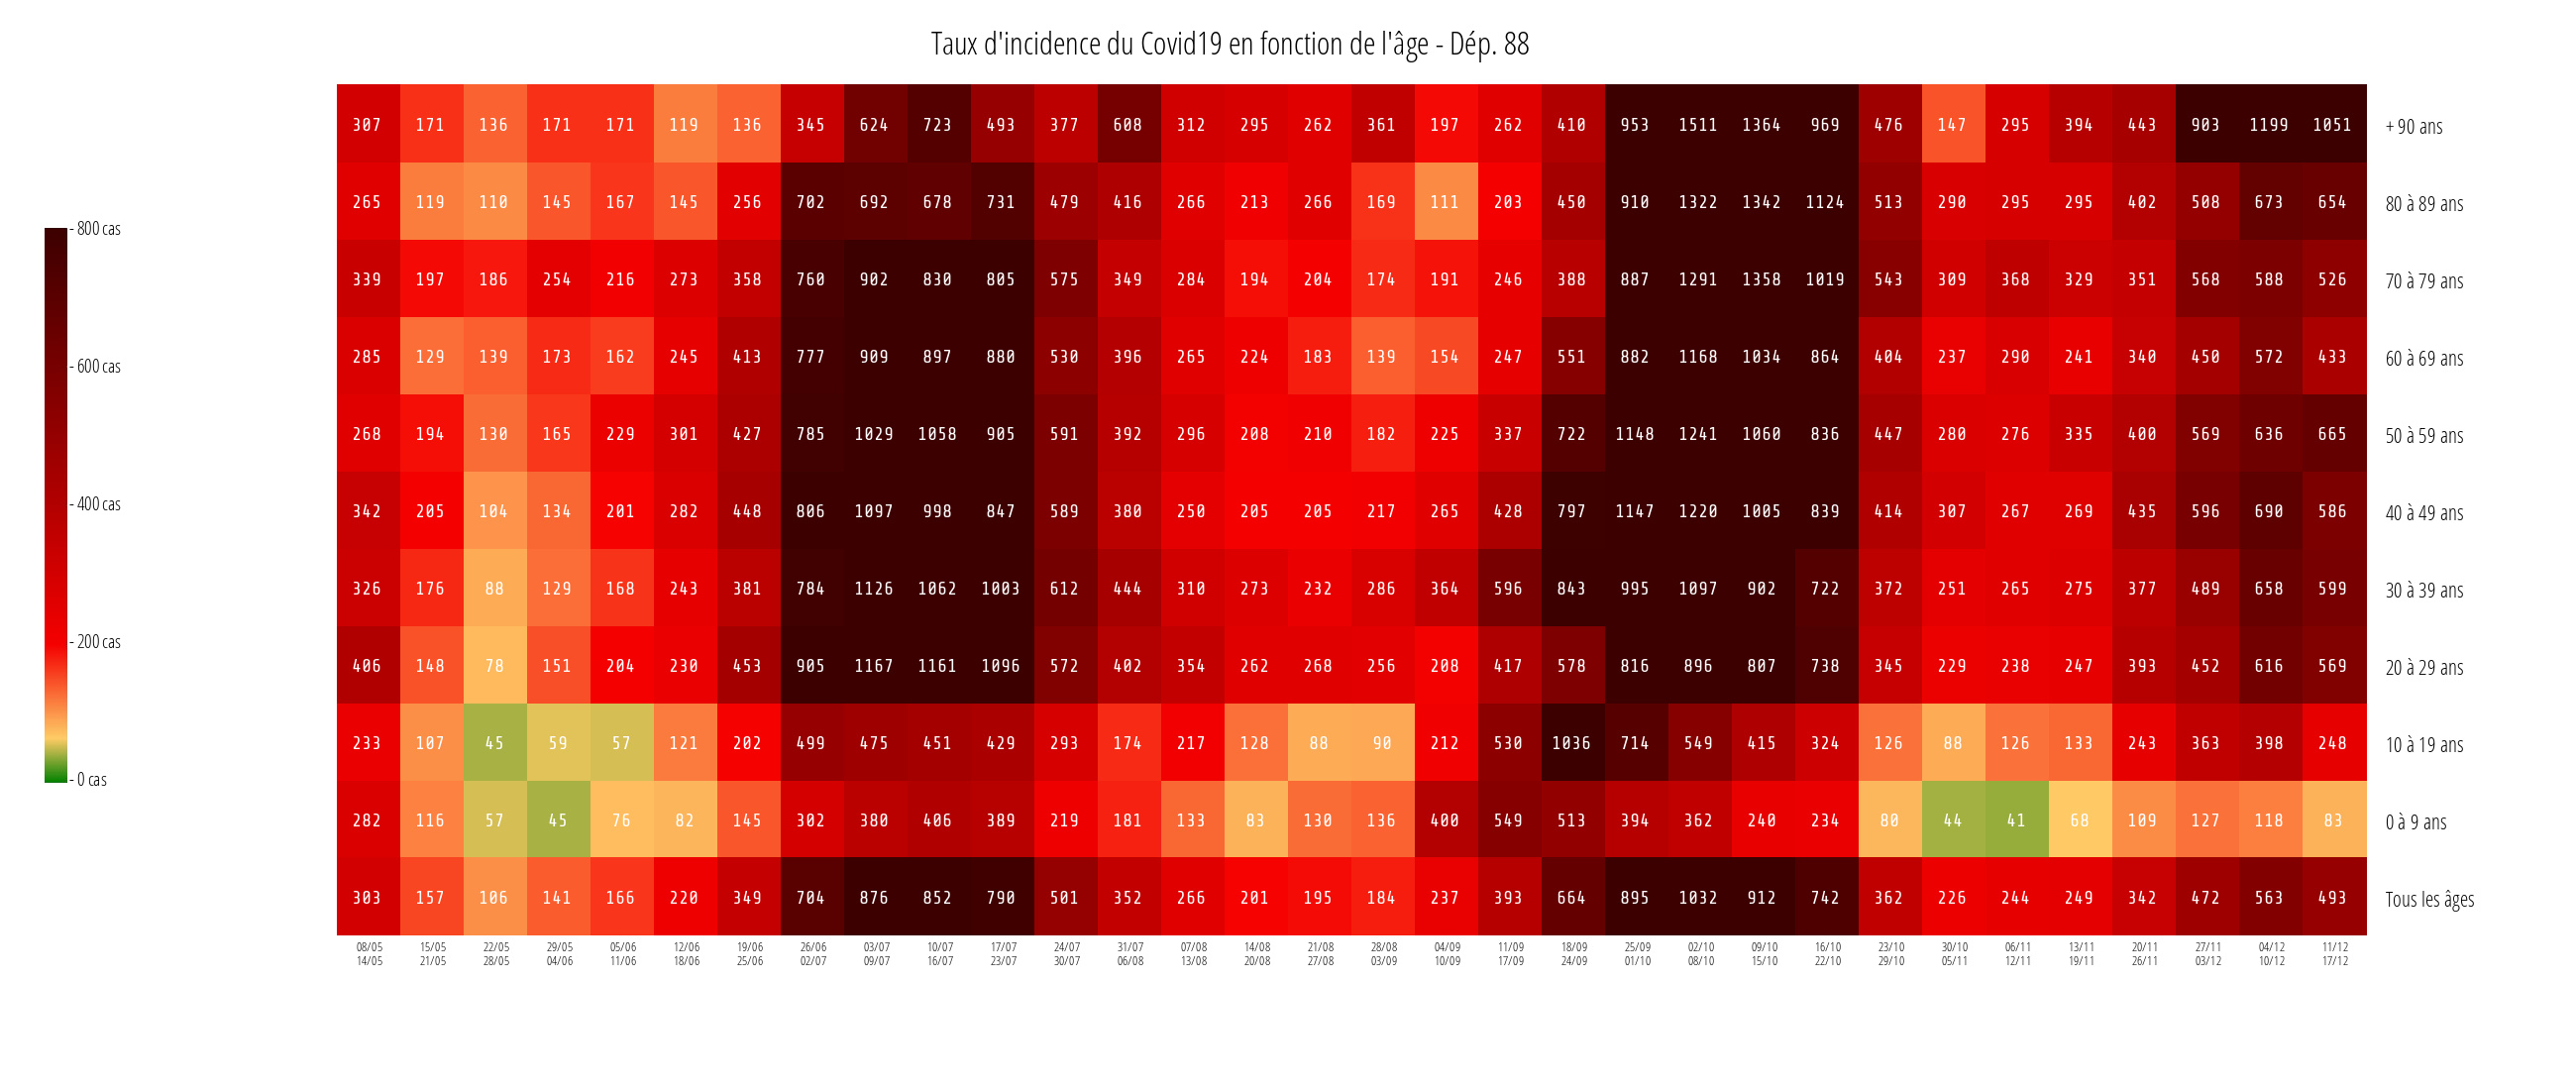 Taux d'incidence du Covid19 en fonction de l'âge - Dép. 88
307 171 136 171 171 119 136 345 624 723 493 377 608 312 295 262 361 197 262 410 953 1511 1364 969 476 147 295 394 443 903 1199 1051 + 90 ans
265 119 110 145 167 145 256 702 692 678 731 479 416 266 213 266 169 111 203 450 910 1322 1342 1124 513 290 295 295 402 508 673 654 80 à 89 ans
- 800 cas
339 197 186 254 216 273 358 760 902 830 805 575 349 284 194 204 174 191 246 388 887 1291 1358 1019 543 309 368 329 351 568 588 526 70 à 79 ans
285 129 139 173 162 245 413 777 909 897 880 530 396 265 224 183 139 154 247 551 882 1168 1034 864 404 237 290 241 340 450 572 433 60 à 69 ans
- 600 cas
268 194 130 165 229 301 427 785 1029 1058 905 591 392 296 208 210 182 225 337 722 1148 1241 1060 836 447 280 276 335 400 569 636 665 50 à 59 ans
- 400 cas
342 205 104 134 201 282 448 806 1097 998 847 589 380 250 205 205 217 265 428 797 1147 1220 1005 839 414 307 267 269 435 596 690 586 40 à 49 ans
326 176 88 129 168 243 381 784 1126 1062 1003 612 444 310 273 232 286 364 596 843 995 1097 902 722 372 251 265 275 377 489 658 599 30 à 39 ans
- 200 cas
406 148 78 151 204 230 453 905 1167 1161 1096 572 402 354 262 268 256 208 417 578 816 896 807 738 345 229 238 247 393 452 616 569 20 à 29 ans
233 107 45 59 57 121 202 499 475 451 429 293 174 217 128 88 90 212 530 1036 714 549 415 324 126 88 126 133 243 363 398 248 10 à 19 ans
- 0 cas
282 116 57 45 76 82 145 302 380 406 389 219 181 133 83 130 136 400 549 513 394 362 240 234 80 44 41 68 109 127 118 83 0 à 9 ans
303 157 106 141 166 220 349 704 876 852 790 501 352 266 201 195 184 237 393 664 895 1032 912 742 362 226 244 249 342 472 563 493 Tous les âges
08/05 15/05 22/05 29/05 05/06 12/06 19/06 26/06 03/07 10/07 17/07 24/07 31/07 07/08 14/08 21/08 28/08 04/09 11/09 18/09 25/09 02/10 09/10 16/10 23/10 30/10 06/11 13/11 20/11 27/11 04/12 11/12
14/05 21/05 28/05 04/06 11/06 18/06 25/06 02/07 09/07 16/07 23/07 30/07 06/08 13/08 20/08 27/08 03/09 10/09 17/09 24/09 01/10 08/10 15/10 22/10 29/10 05/11 12/11 19/11 26/11 03/12 10/12 17/12